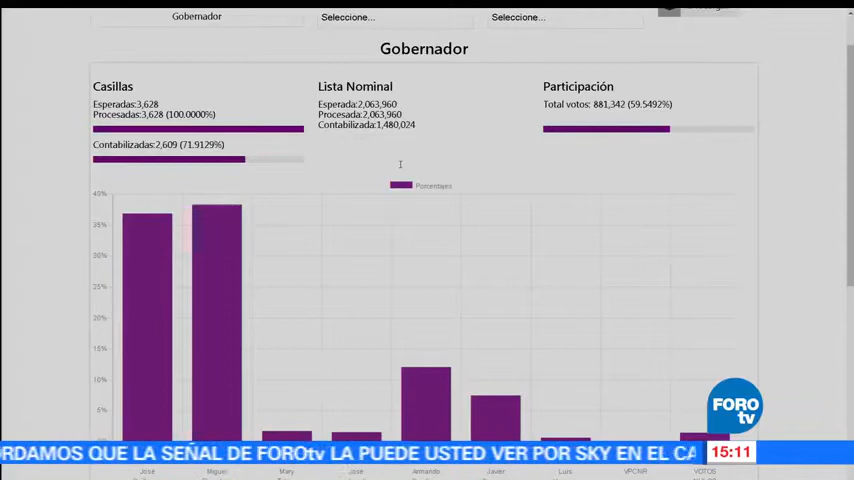 Gobernador
Seleccione...
Seleccione...
Gobernador
Casillas
Esperadas:3,628
Procesadas:3,628 (100.0000%)
Contabilizadas:2,609 (71.9129%)
Lista Nominal
Esperada:2,063,960
Procesada:2,063,960
Contabilizada:1,480,024
Participación
Total votos: 881,342 (59.5492%)
Porcentajes
40%
35%
30%
25%
20%
15%
10%
5%
FORO
tv
RDAMOS QUE LA SEÑAL DE FOROtv LA PUEDE USTED VER POR SKY EN EL CA
15:11
José
Miguel
Mary
José
Armando
Javier
Luis
VPCNR
VOTOS